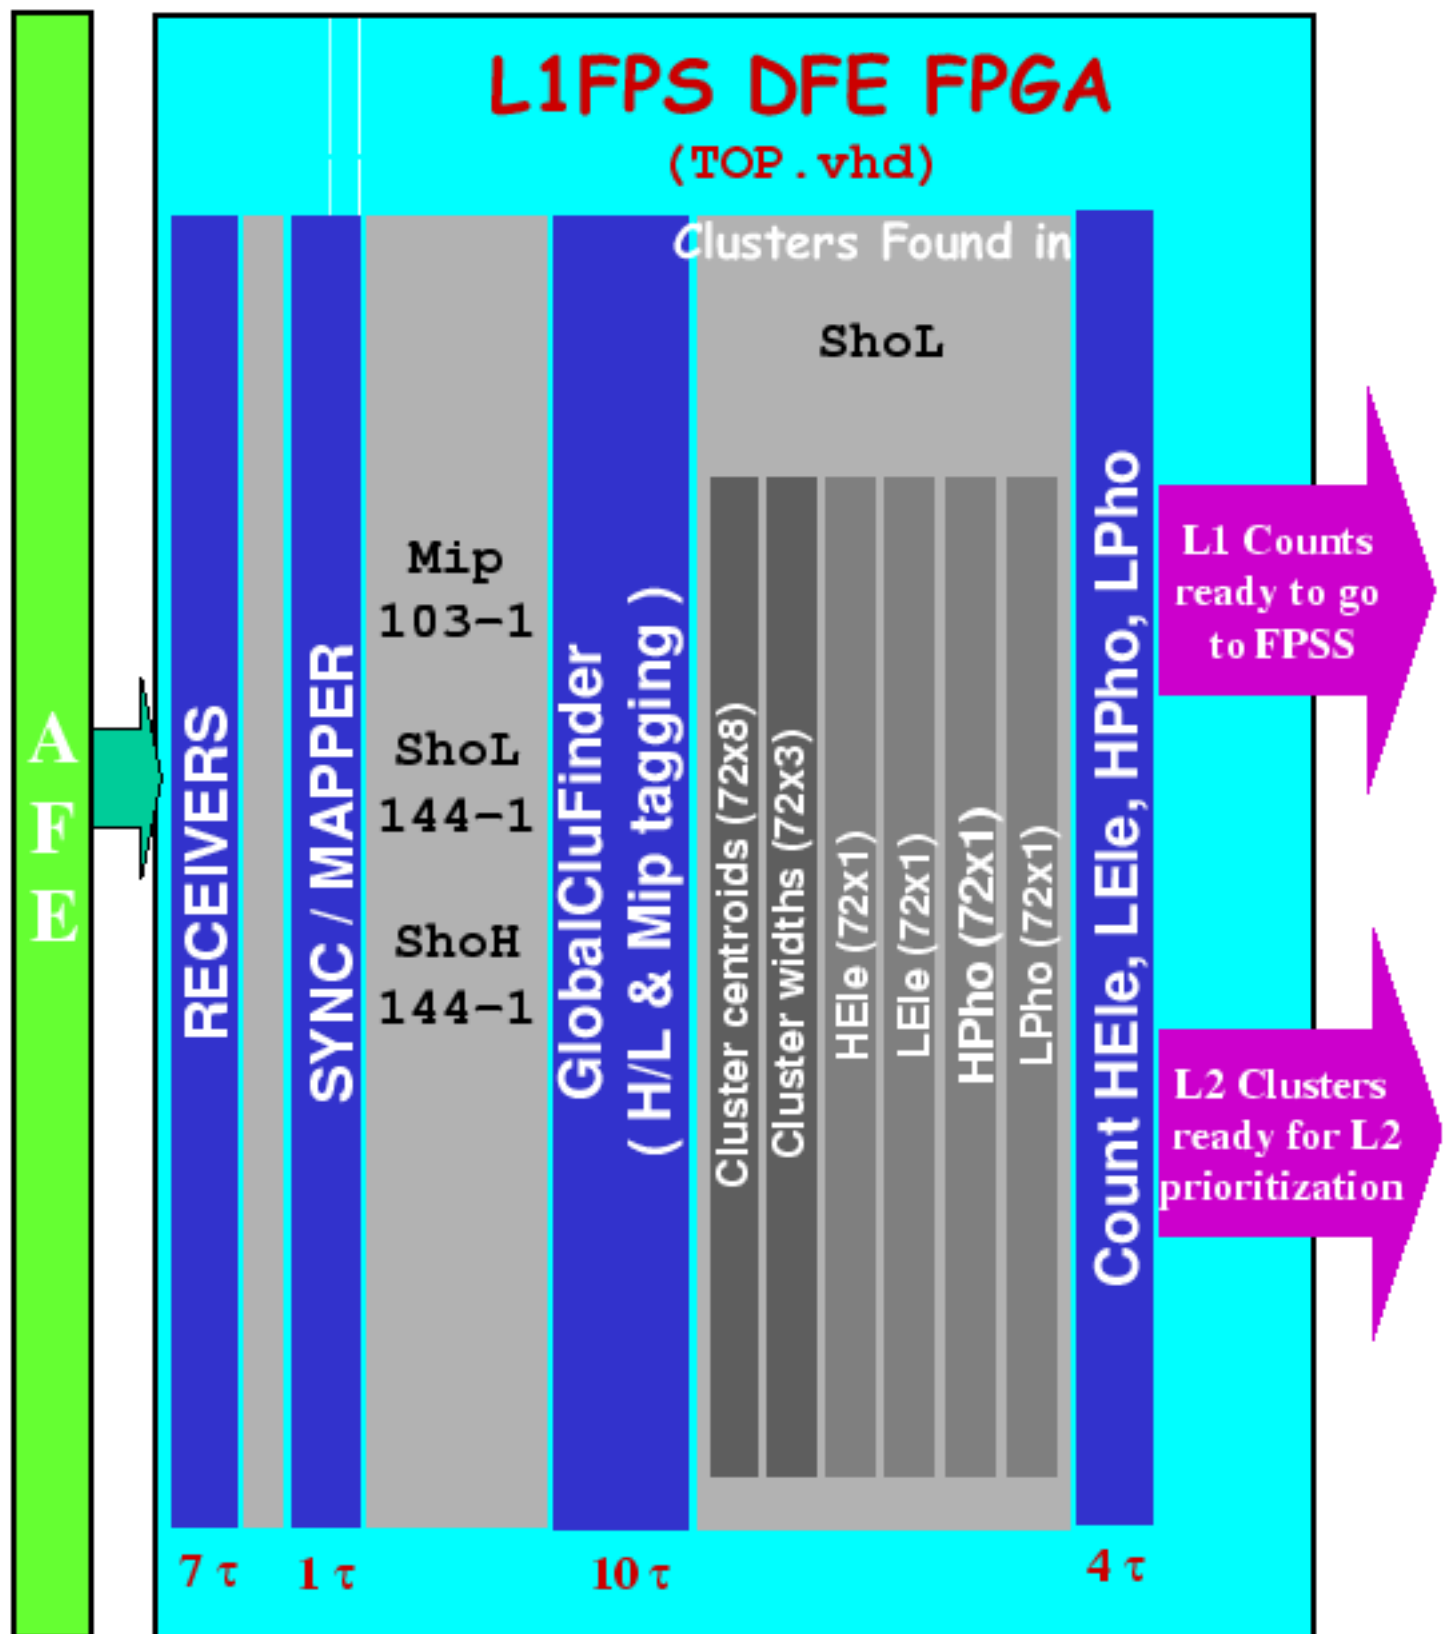 L1FPS DFE FPGA
(TOP.vhd)
A
F
E
RECEIVERS
SYNC / MAPPER
Mip
103-1
ShoL
144-1
ShoH
144-1
GlobalCluFinder
( H/L & Mip tagging )
Clusters Found in
ShoL
Cluster centroids (72x8)
Cluster widths (72x3)
HEle (72x1)
LEle (72x1)
HPho (72x1)
LPho (72x1)
Count HEle, LEle, HPho, LPho
L1 Counts
ready to go
to FPSS
L2 Clusters
ready for L2
prioritization
7 τ
1 τ
10 τ
4 τ